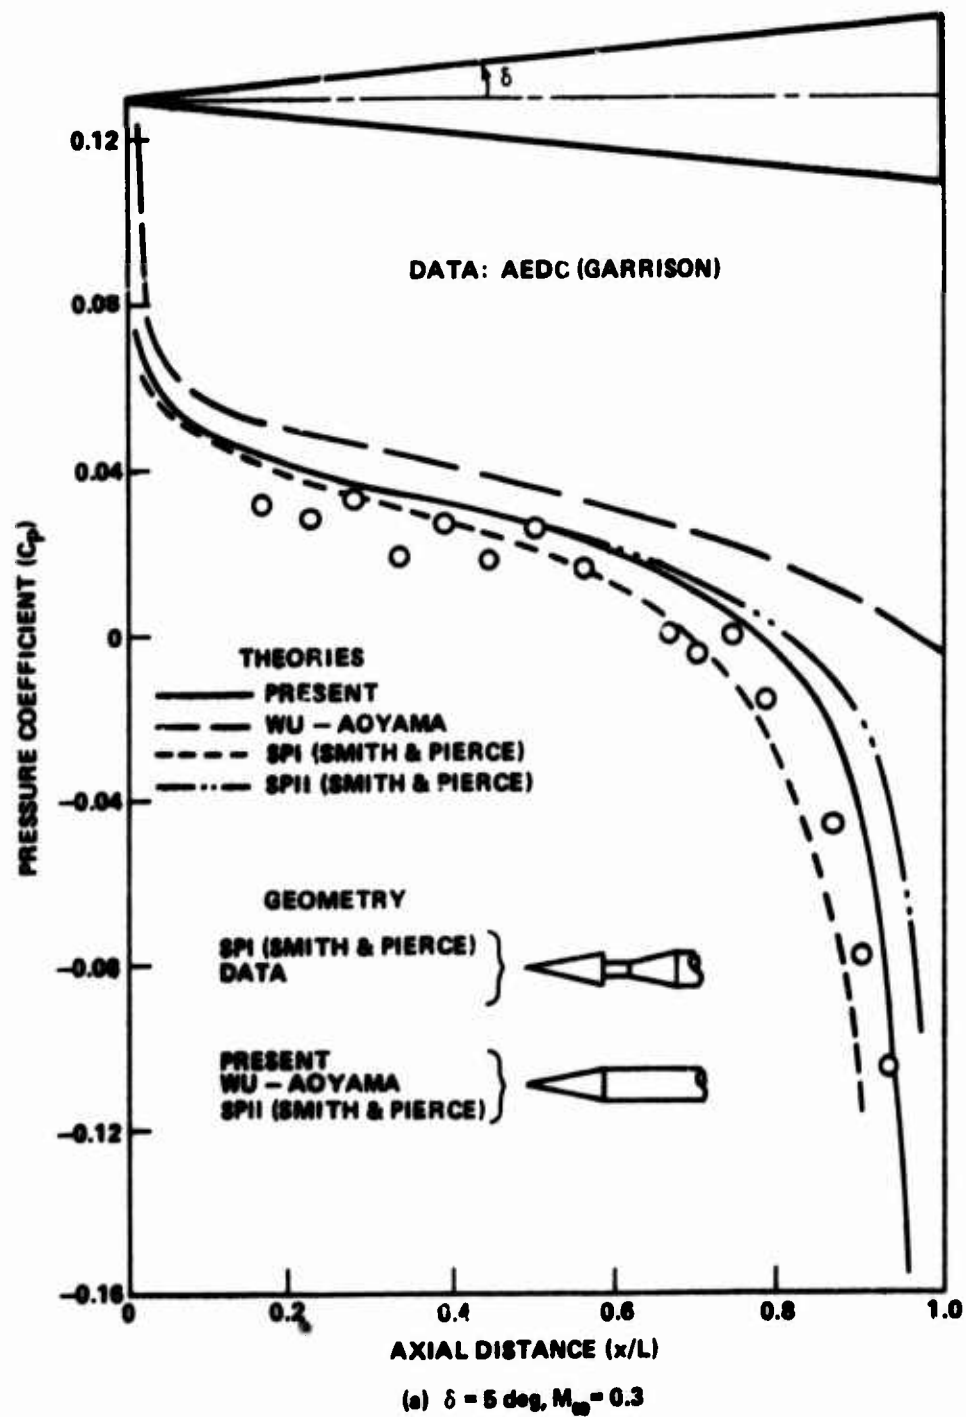 δ
0.12
DATA: AEDC (GARRISON)
0.08
0.04
0
-0.04
-0.08
-0.12
-0.16
PRESSURE COEFFICIENT (Cp)
THEORIES
PRESENT
WU - AOYAMA
SPI (SMITH & PIERCE)
SPII (SMITH & PIERCE)
GEOMETRY
SPI (SMITH & PIERCE)
DATA
PRESENT
WU - AOYAMA
SPII (SMITH & PIERCE)
0 0.2 0.4 0.6 0.8 1.0
AXIAL DISTANCE (x/L)
(a) δ = 5 deg, M∞ = 0.3